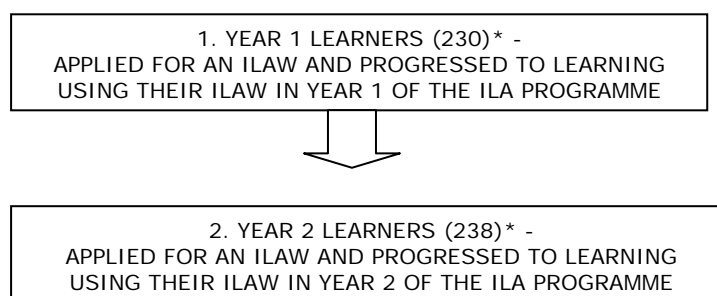 1. YEAR 1 LEARNERS (230)* -
APPLIED FOR AN ILAW AND PROGRESSED TO LEARNING
USING THEIR ILAW IN YEAR 1 OF THE ILA PROGRAMME
2. YEAR 2 LEARNERS (238)* -
APPLIED FOR AN ILAW AND PROGRESSED TO LEARNING
USING THEIR ILAW IN YEAR 2 OF THE ILA PROGRAMME